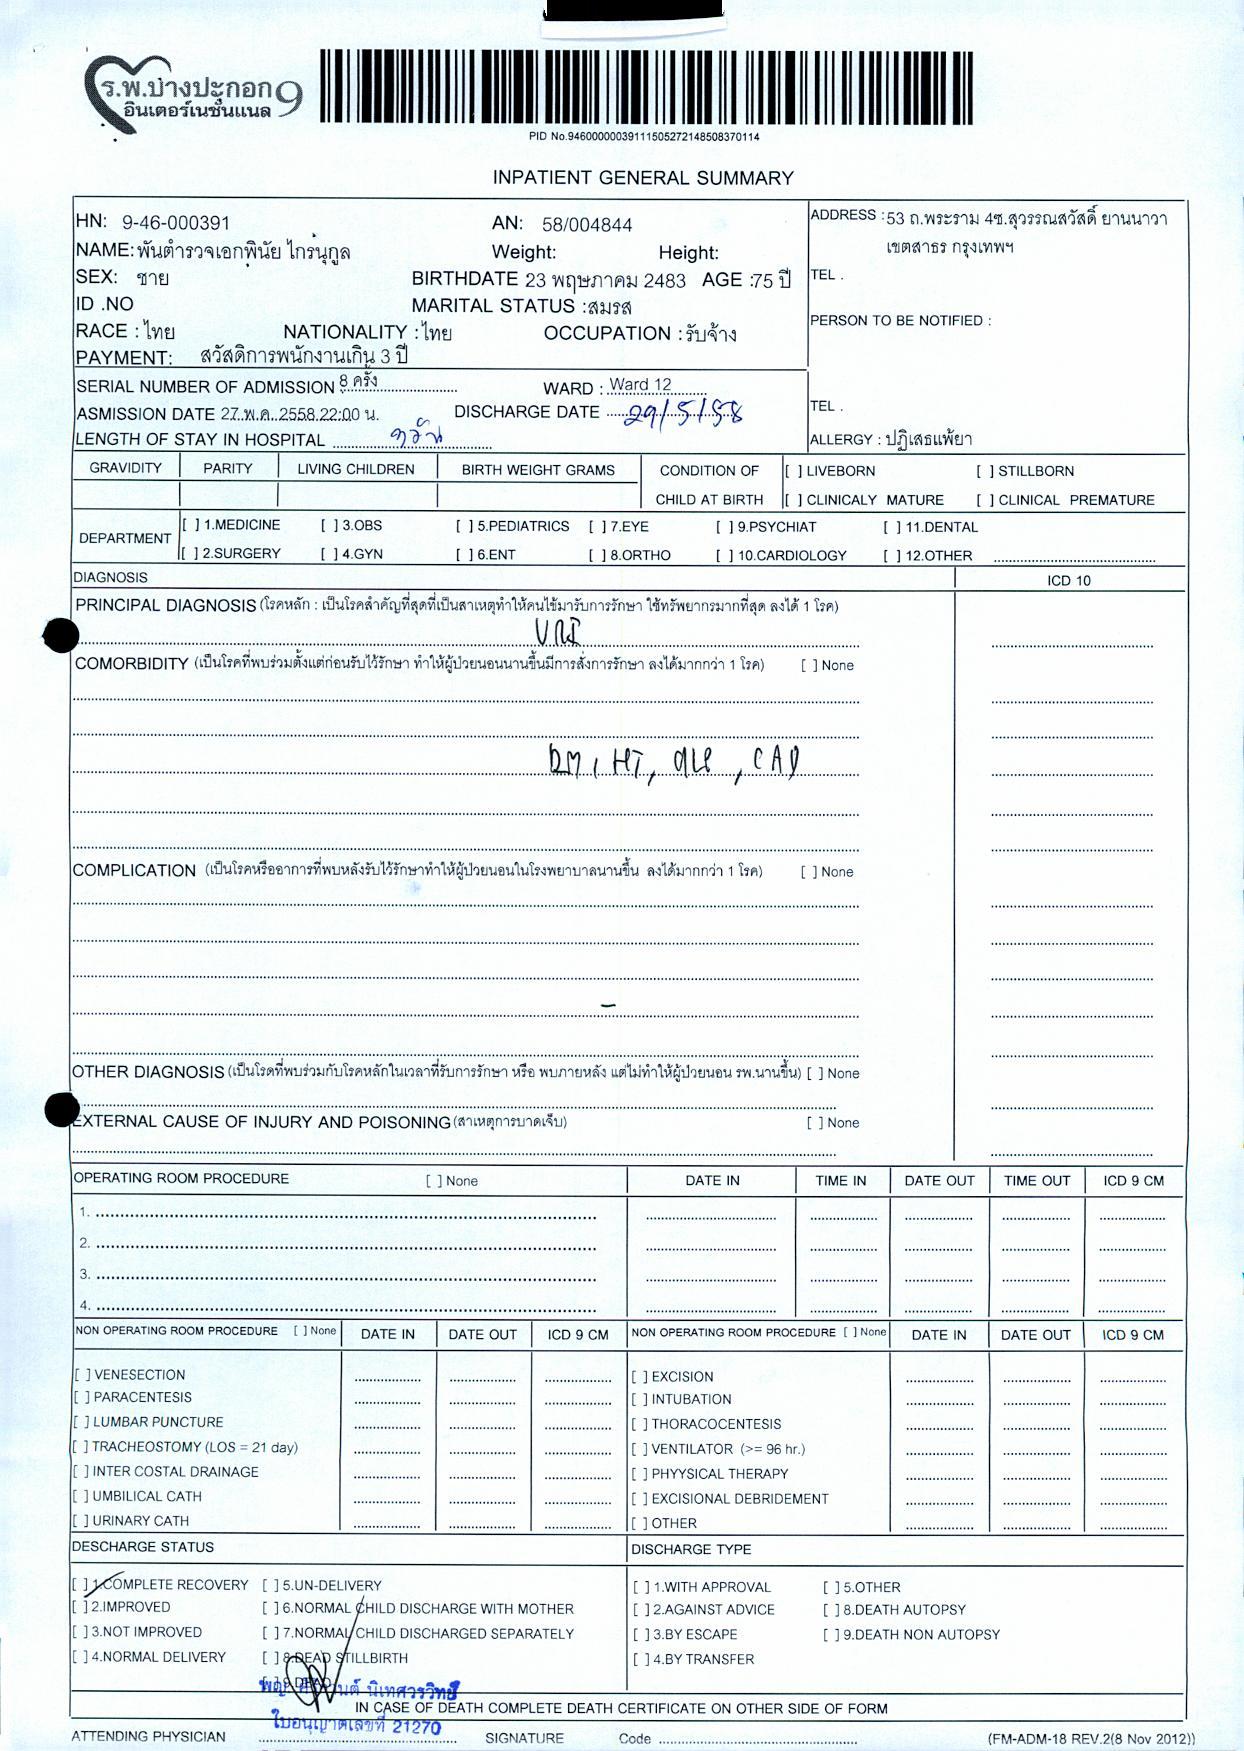 ร.พ.บางปะกอก 9
อินเตอร์เนชั่นแนล
PID No.946000000391115052721485083701​14
INPATIENT GENERAL SUMMARY
HN: 9-46-000391 AN: 58/004844
NAME: พันตำรวจเอกพินัย ไกรนุกูล Weight: Height:
SEX: ชาย BIRTHDATE 23 พฤษภาคม 2483 AGE :75 ปี
ID .NO MARITAL STATUS :สมรส
RACE : ไทย NATIONALITY : ไทย OCCUPATION : รับจ้าง
PAYMENT: สวัสดิการพนักงานเกิน 3 ปี
ADDRESS : 53 ถ.พระราม 4ซ.สุวรรณสวัสดิ์ ยานนาวา
เขตสาธร กรุงเทพฯ
TEL .
PERSON TO BE NOTIFIED :
TEL .
ALLERGY : ปฏิเสธแพ้ยา
SERIAL NUMBER OF ADMISSION 8 ครั้ง WARD : Ward 12
ASMISSION DATE 27 พ.ค. 2558 22:00 น. DISCHARGE DATE 29/5/58
LENGTH OF STAY IN HOSPITAL
GRAVIDITY PARITY LIVING CHILDREN BIRTH WEIGHT GRAMS CONDITION OF [ ] LIVEBORN [ ] STILLBORN
CHILD AT BIRTH [ ] CLINICALY MATURE [ ] CLINICAL PREMATURE
DEPARTMENT [ ] 1.MEDICINE [ ] 3.OBS [ ] 5.PEDIATRICS [ ] 7.EYE [ ] 9.PSYCHIAT [ ] 11.DENTAL
[ ] 2.SURGERY [ ] 4.GYN [ ] 6.ENT [ ] 8.ORTHO [ ] 10.CARDIOLOGY [ ] 12.OTHER
DIAGNOSIS ICD 10
PRINCIPAL DIAGNOSIS (โรคหลัก : เป็นโรคสำคัญที่สุดที่เป็นสาเหตุทำให้คนไข้มารับการรักษา ใช้ทรัพยากรมากที่สุด ลงได้ 1 โรค)
URI
COMORBIDITY (เป็นโรคที่พบร่วมตั้งแต่ก่อนรับไว้รักษา ทำให้ผู้ป่วยนอนนานขึ้นมีการสั่งการรักษา ลงได้มากกว่า 1 โรค) [ ] None
DM, HT, DLP, CAD
COMPLICATION (เป็นโรคหรืออาการที่พบหลังรับไว้รักษาทำให้ผู้ป่วยนอนในโรงพยาบาลนานขึ้น ลงได้มากกว่า 1 โรค) [ ] None
-
OTHER DIAGNOSIS (เป็นโรคที่พบร่วมกับโรคหลักในเวลาที่รับการรักษา หรือ พบภายหลัง แต่ไม่ทำให้ผู้ป่วยนอน รพ.นานขึ้น) [ ] None
EXTERNAL CAUSE OF INJURY AND POISONING (สาเหตุการบาดเจ็บ) [ ] None
OPERATING ROOM PROCEDURE [ ] None DATE IN TIME IN DATE OUT TIME OUT ICD 9 CM
1.
2.
3.
4.
NON OPERATING ROOM PROCEDURE [ ] None DATE IN DATE OUT ICD 9 CM NON OPERATING ROOM PROCEDURE [ ] None DATE IN DATE OUT ICD 9 CM
[ ] VENESECTION [ ] EXCISION
[ ] PARACENTESIS [ ] INTUBATION
[ ] LUMBAR PUNCTURE [ ] THORACOCENTESIS
[ ] TRACHEOSTOMY (LOS = 21 day) [ ] VENTILATOR (>= 96 hr.)
[ ] INTER COSTAL DRAINAGE [ ] PHYYSICAL THERAPY
[ ] UMBILICAL CATH [ ] EXCISIONAL DEBRIDEMENT
[ ] URINARY CATH [ ] OTHER
DESCHARGE STATUS DISCHARGE TYPE
[ ] 1.COMPLETE RECOVERY [ ] 5.UN-DELIVERY [ ] 1.WITH APPROVAL [ ] 5.OTHER
[ ] 2.IMPROVED [ ] 6.NORMAL CHILD DISCHARGE WITH MOTHER [ ] 2.AGAINST ADVICE [ ] 8.DEATH AUTOPSY
[ ] 3.NOT IMPROVED [ ] 7.NORMAL CHILD DISCHARGED SEPARATELY [ ] 3.BY ESCAPE [ ] 9.DEATH NON AUTOPSY
[ ] 4.NORMAL DELIVERY [ ] 8.DEAD STILLBIRTH [ ] 4.BY TRANSFER
[ ] 9.DEAD
นิเทศวรวิทย์
IN CASE OF DEATH COMPLETE DEATH CERTIFICATE ON OTHER SIDE OF FORM
ใบอนุญาตเลขที่ 21270
ATTENDING PHYSICIAN SIGNATURE Code (FM-ADM-18 REV.2(8 Nov 2012))